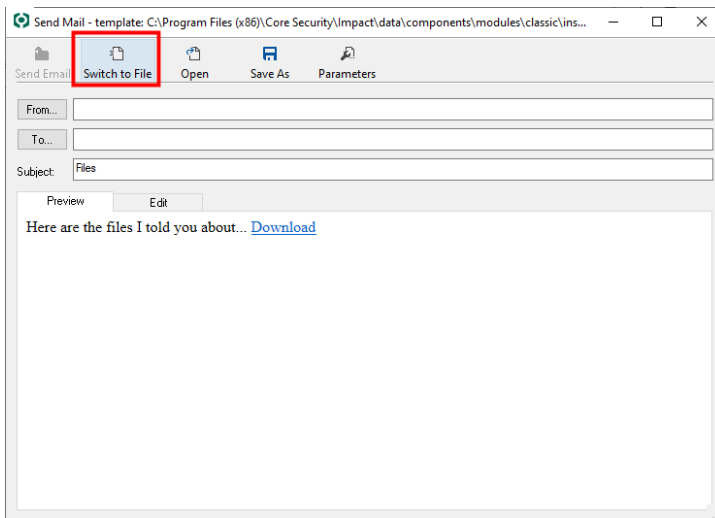 Send Mail - template: C:\Program Files (x86)\Core Security\Impact\data\components\modules\classic\ins...
Send Email Switch to File Open Save As Parameters
From...
To...
Subject: Files
Preview Edit
Here are the files I told you about... Download